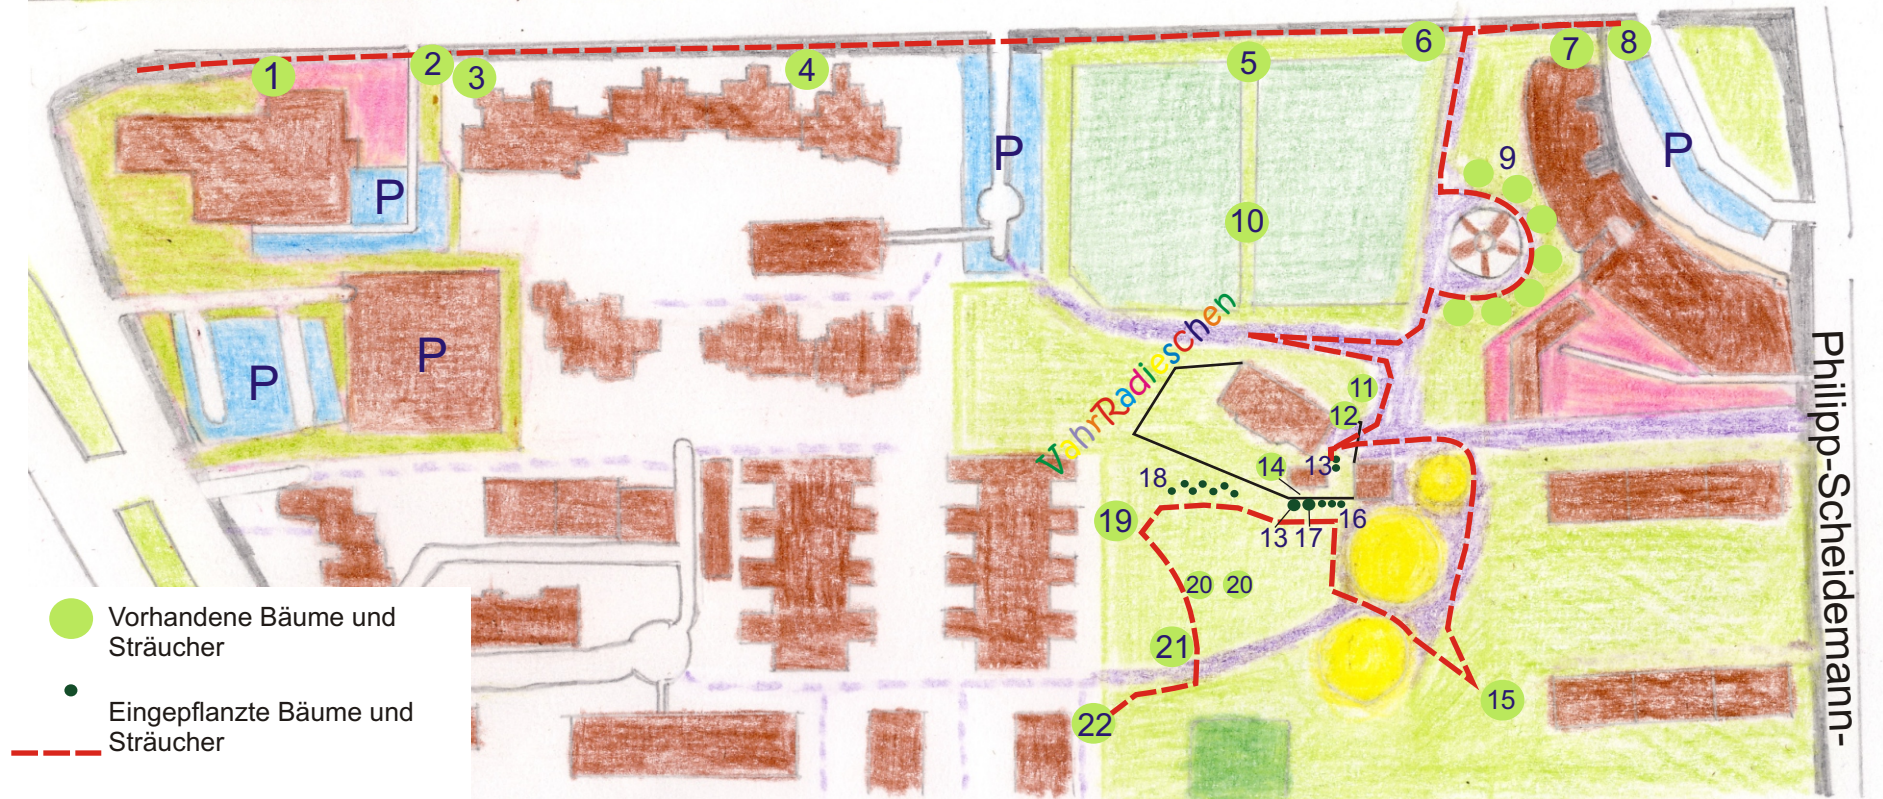 1
2
3
4
5
6
7
8
9
P
P
P
10
P
P
VahrRadieschen
11
12
13
14
18
19
13
17
16
20
20
21
15
22
Philipp-Scheidemann-
Vorhandene Bäume und
Sträucher
Eingepflanzte Bäume und
Sträucher